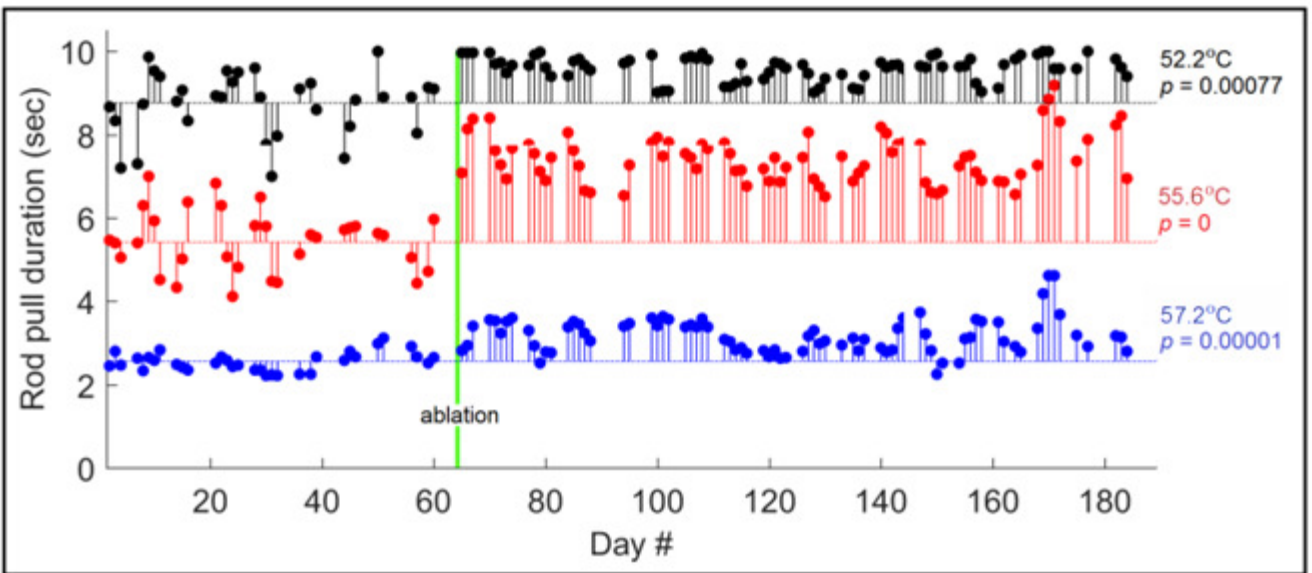 10
8
6
4
2
0
Rod pull duration (sec)
52.2°C
p = 0.00077
55.6°C
p = 0
57.2°C
p = 0.00001
ablation
20 40 60 80 100 120 140 160 180
Day #